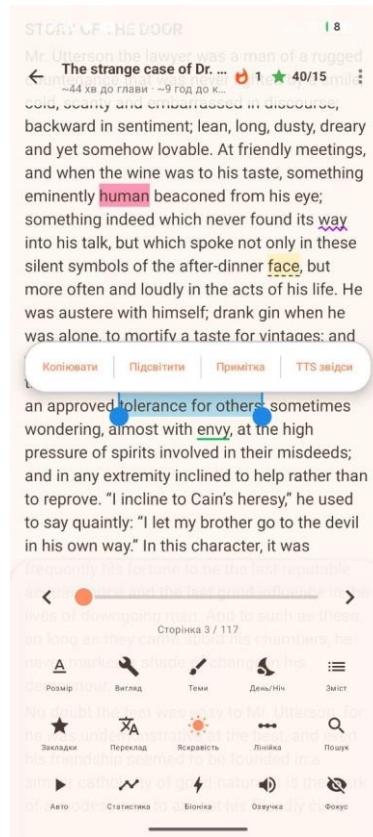 STORY OF THE DOOR
8
Mr. Utterson the lawyer was a man of a rugged
The strange case of Dr. ...
1
40/15
~44 хв до глави · ~9 год до к...
cold, scanty and embarrassed in discourse;
backward in sentiment; lean, long, dusty, dreary
and yet somehow lovable. At friendly meetings,
and when the wine was to his taste, something
eminently human beaconed from his eye;
something indeed which never found its way
into his talk, but which spoke not only in these
silent symbols of the after-dinner face, but
more often and loudly in the acts of his life. He
was austere with himself; drank gin when he
was alone, to mortify a taste for vintages; and
Копіювати
Підсвітити
Примітка
TTS звідси
an approved tolerance for others, sometimes
wondering, almost with envy, at the high
pressure of spirits involved in their misdeeds;
and in any extremity inclined to help rather than
to reprove. “I incline to Cain’s heresy,” he used
to say quaintly: “I let my brother go to the devil
in his own way.” In this character, it was
frequently his fortune to be the last reputable
Сторінка 3 / 117
Розмір
Вигляд
Теми
День/Ніч
Зміст
Закладки
Переклад
Яскравість
Лінійка
Пошук
Авто
Статистика
Біоніка
Озвучка
Фокус